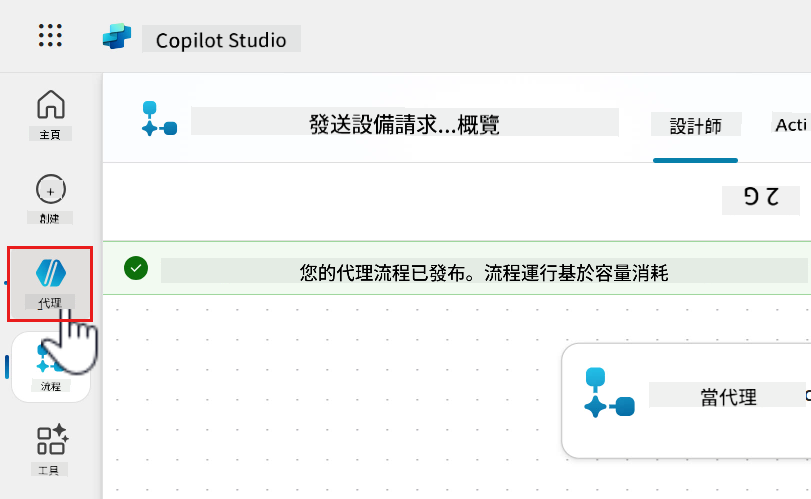 Copilot Studio
主頁
創建
代理
流程
工具
發送設備請求...概覽
設計師
Acti
您的代理流程已發布。流程運行基於容量消耗
當代理